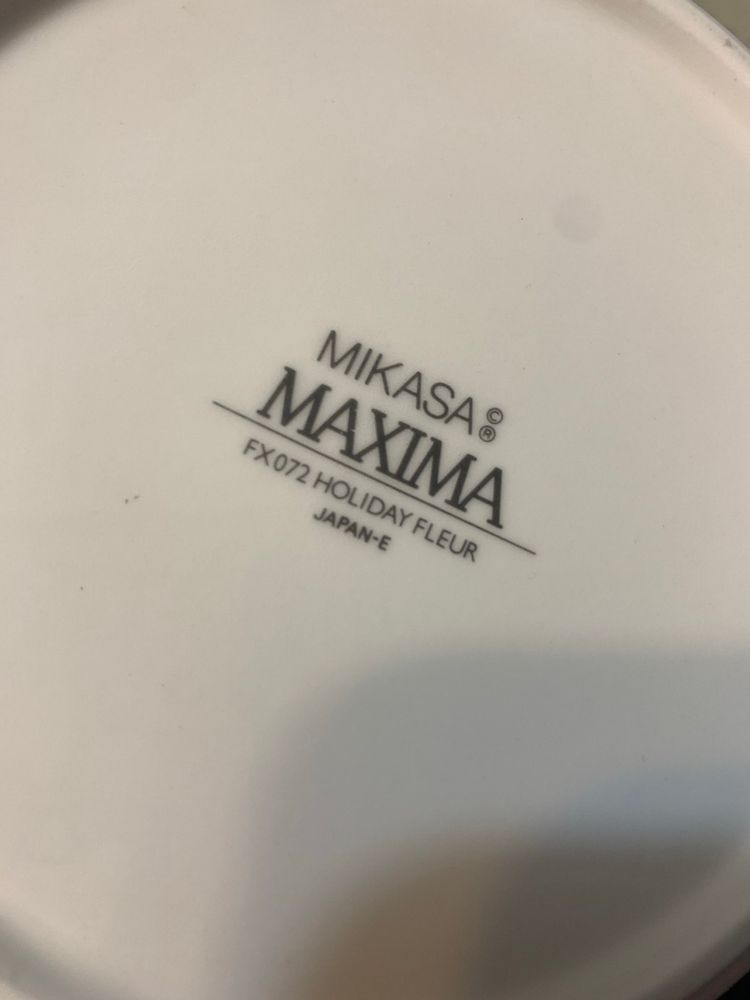 MIKASA ©®
MAXIMA
FX072 HOLIDAY FLEUR
JAPAN-E